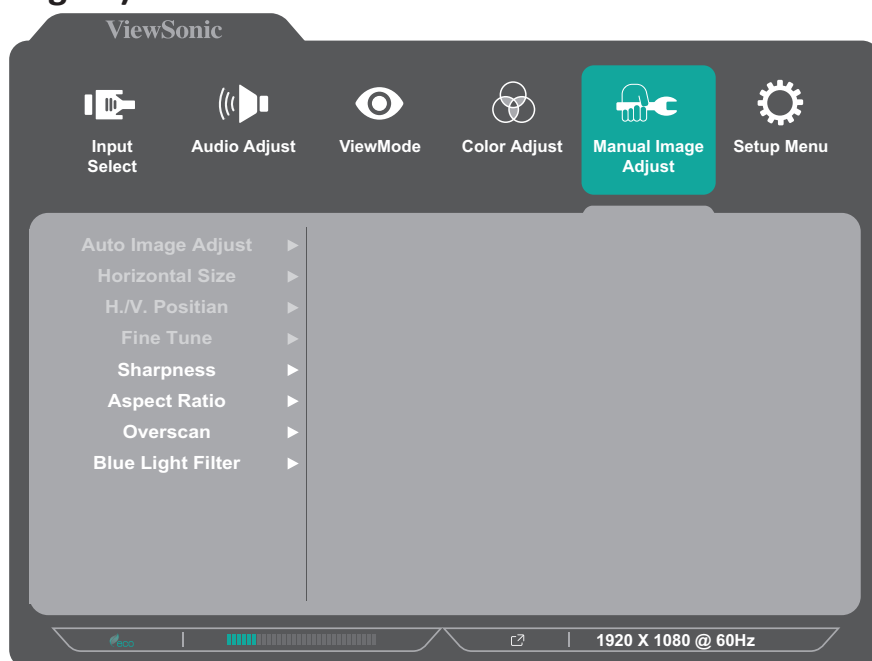 ViewSonic
Input
Select
Audio Adjust
ViewMode
Color Adjust
Manual Image
Adjust
Setup Menu
Auto Image Adjust
Horizontal Size
H./V. Positian
Fine Tune
Sharpness
Aspect Ratio
Overscan
Blue Light Filter
eco
1920 X 1080 @ 60Hz